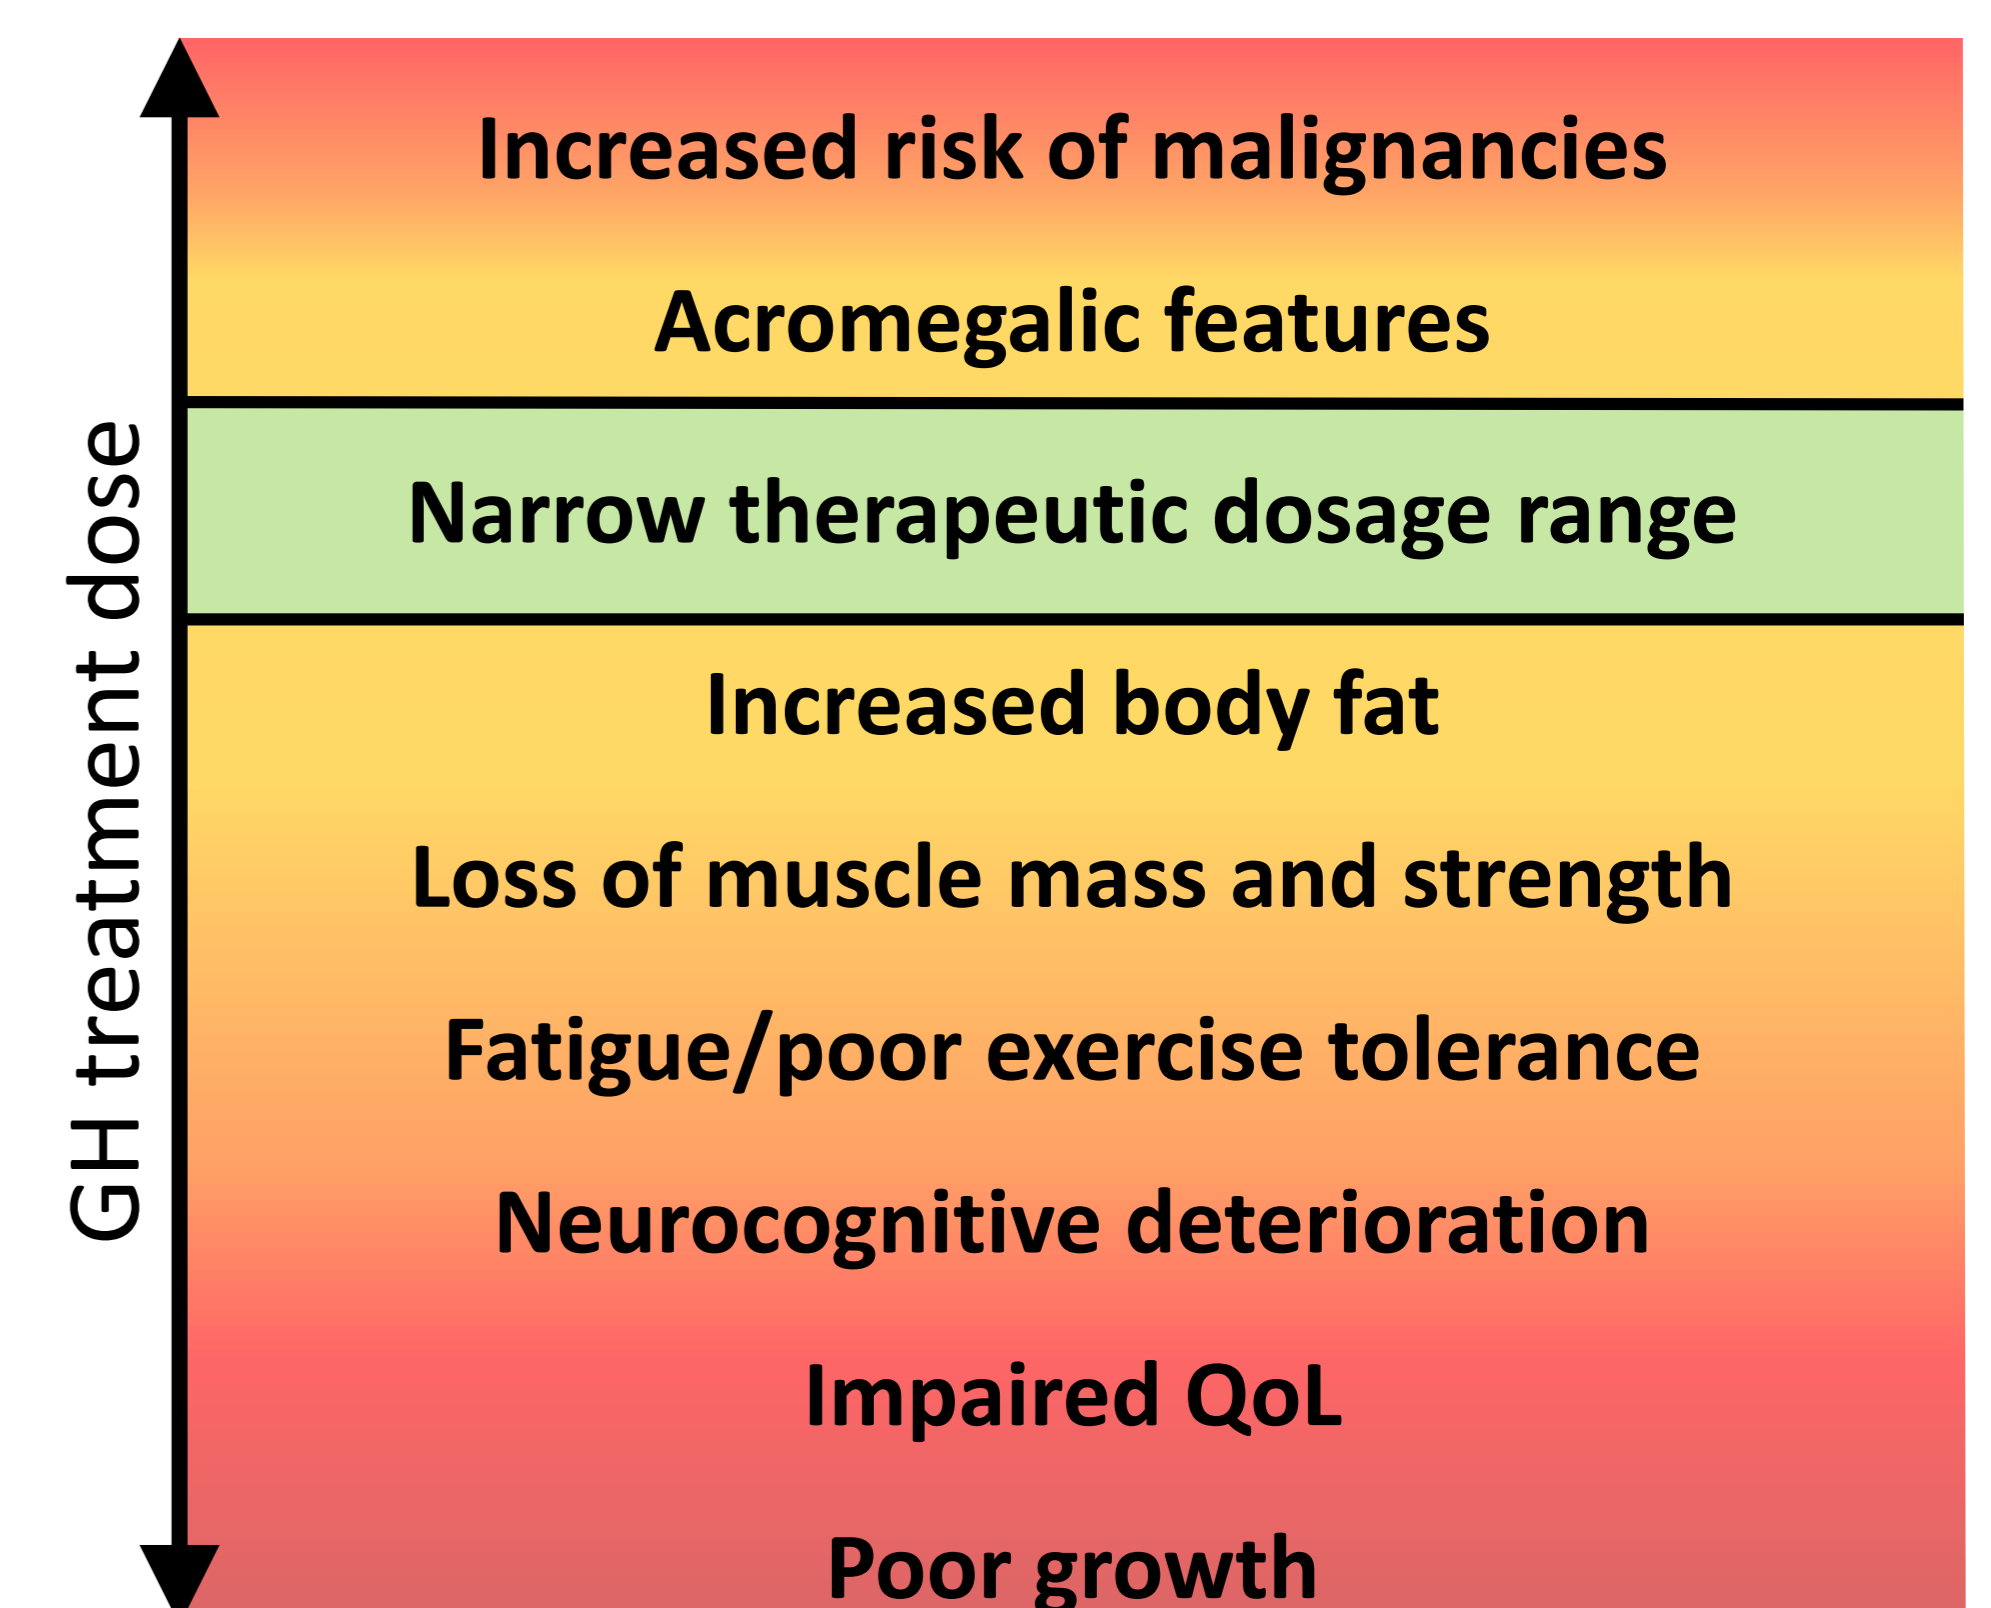 GH treatment dose
Increased risk of malignancies
Acromegalic features
Narrow therapeutic dosage range
Increased body fat
Loss of muscle mass and strength
Fatigue/poor exercise tolerance
Neurocognitive deterioration
Impaired QoL
Poor growth